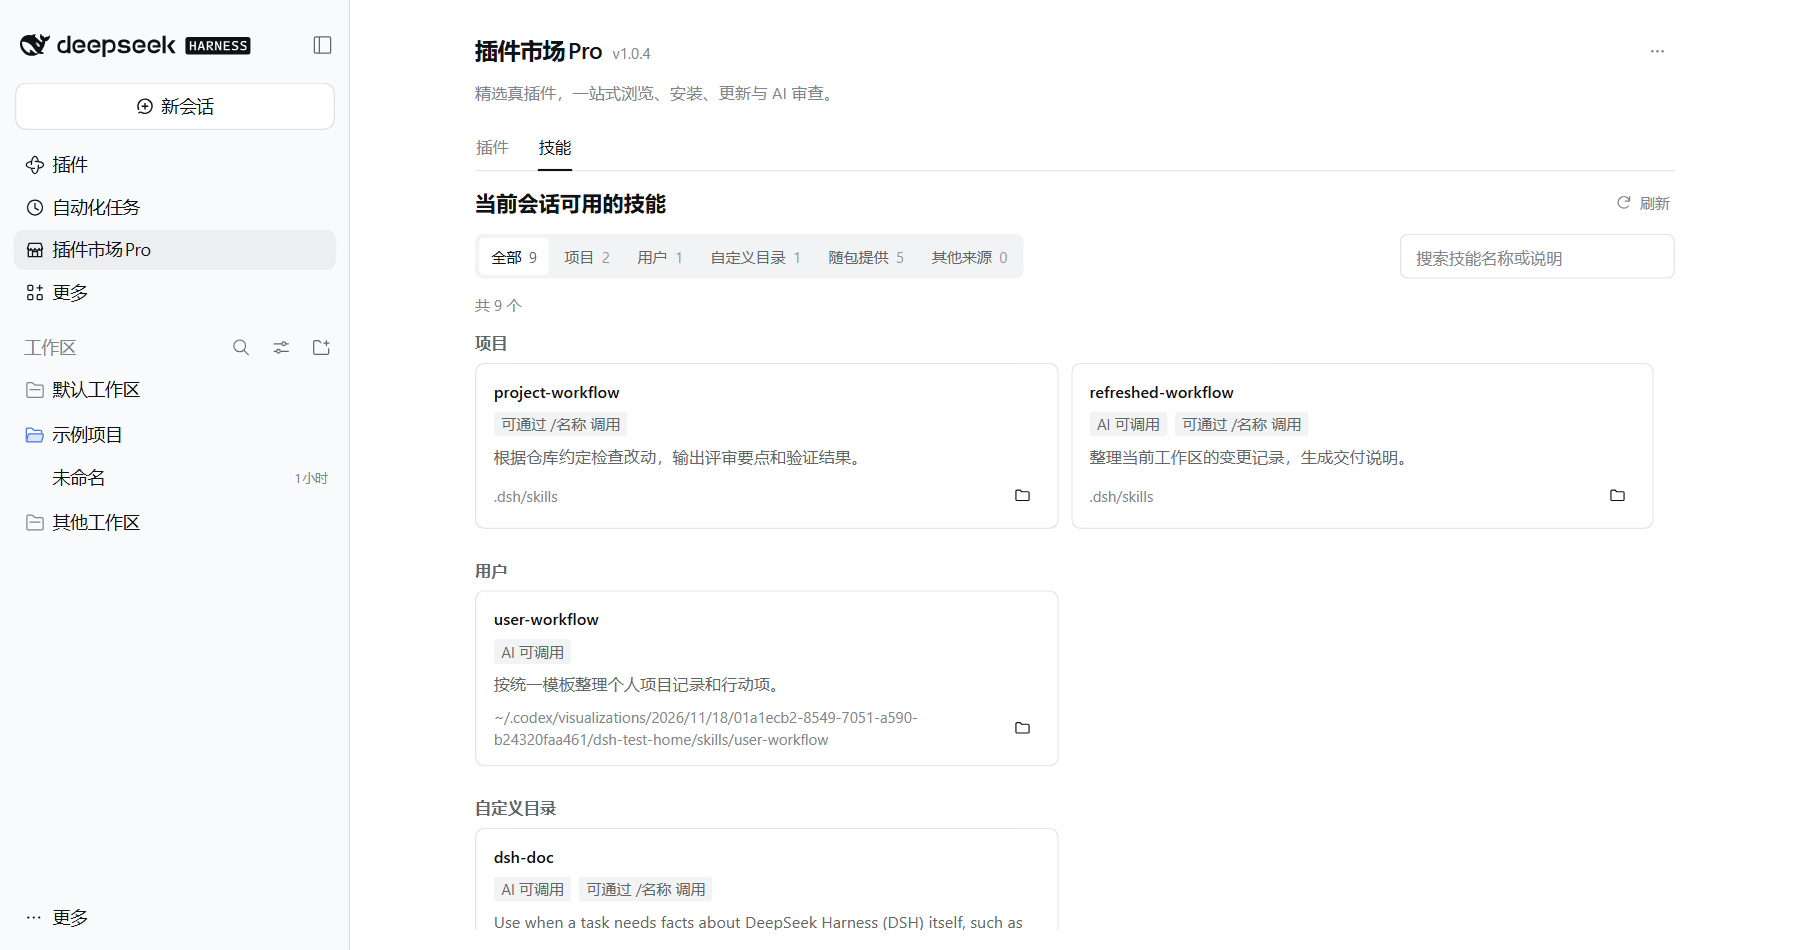 deepseek HARNESS
新会话
插件
自动化任务
插件市场Pro
更多
工作区
默认工作区
示例项目
未命名 1小时
其他工作区
更多
插件市场Pro v1.0.4
精选真插件，一站式浏览、安装、更新与 AI 审查。
插件 技能
当前会话可用的技能 刷新
全部 9 项目 2 用户 1 自定义目录 1 随包提供 5 其他来源 0 搜索技能名称或说明
共 9 个
项目
project-workflow
可通过 /名称 调用
根据仓库约定检查改动，输出评审要点和验证结果。
.dsh/skills
refreshed-workflow
AI 可调用 可通过 /名称 调用
整理当前工作区的变更记录，生成交付说明。
.dsh/skills
用户
user-workflow
AI 可调用
按统一模板整理个人项目记录和行动项。
~/.codex/visualizations/2026/11/18/01a1ecb2-8549-7051-a590-
b24320faa461/dsh-test-home/skills/user-workflow
自定义目录
dsh-doc
AI 可调用 可通过 /名称 调用
Use when a task needs facts about DeepSeek Harness (DSH) itself, such as